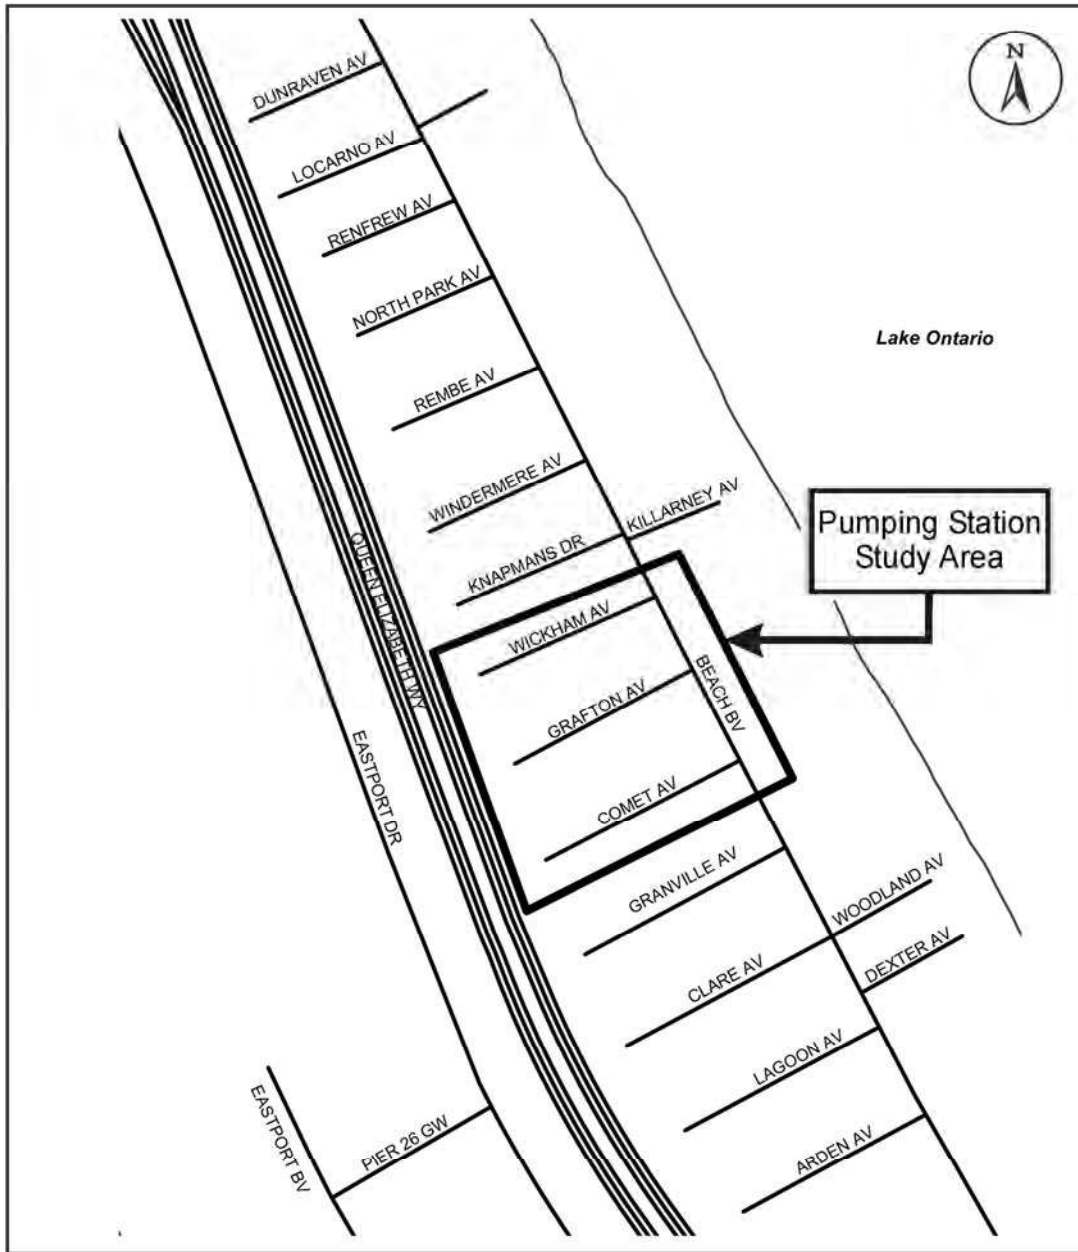 N
DUNRAVEN AV
LOCARNO AV
RENFREW AV
NORTH PARK AV
Lake Ontario
REMBE AV
WINDERMERE AV
KILLARNEY AV
Pumping Station
Study Area
KNAPMANS DR
QUEEN ELIZABETH WY
WICKHAM AV
BEACH BV
GRAFTON AV
EASTPORT DR
COMET AV
GRANVILLE AV
WOODLAND AV
DEXTER AV
CLARE AV
LAGOON AV
EASTPORT BV
PIER 26 GW
ARDEN AV